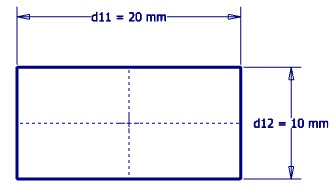 d11 = 20 mm
d12 = 10 mm